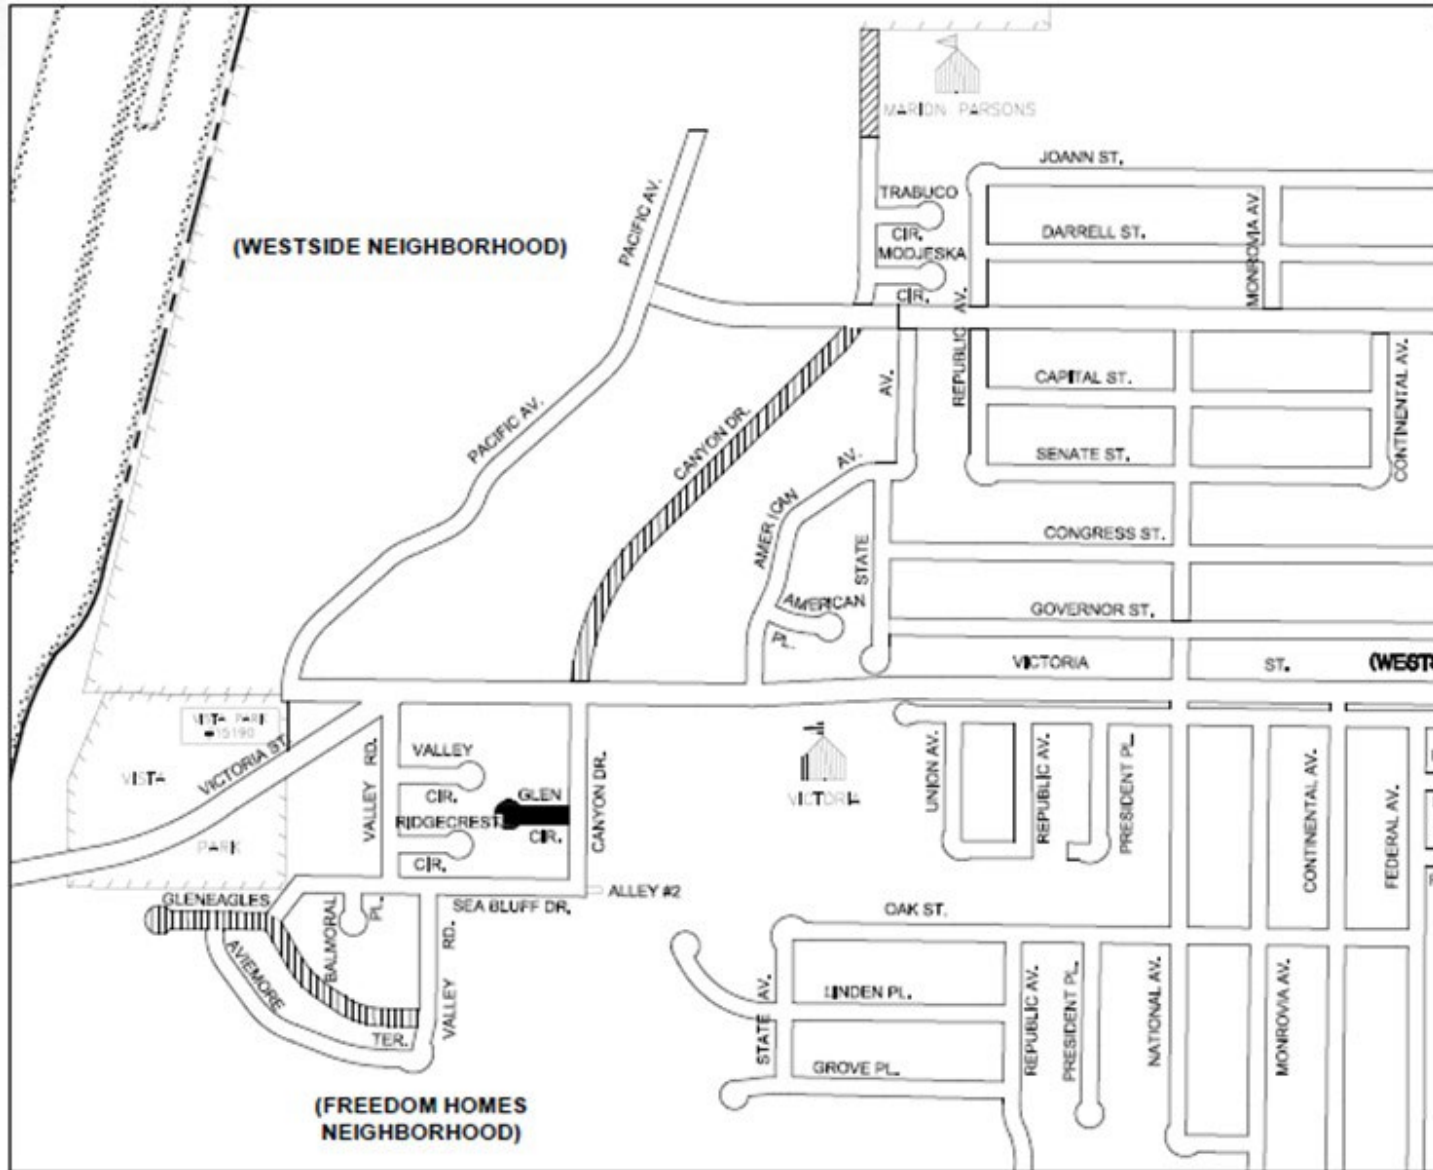 MARION PARSONS
JOANN ST.
TRABUCO
CIR.
MODJESKA
CIR.
DARRELL ST.
MONROVIA AV.
PACIFIC AV.
(WESTSIDE NEIGHBORHOOD)
REPUBLIC AV.
AV.
CAPITAL ST.
CONTINENTAL AV.
PACIFIC AV.
CANYON DR.
SENATE ST.
AMERICAN AV.
CONGRESS ST.
STATE
AMERICAN
PL.
GOVERNOR ST.
VICTORIA ST.
VISTA PARK
15190
VISTA
PARK
VICTORIA ST.
VALLEY RD.
VALLEY
CIR.
GLEN
CIR.
RIDGECREST
CIR.
CANYON DR.
VICTORIA
UNION AV.
REPUBLIC AV.
PRESIDENT PL.
CONTINENTAL AV.
FEDERAL AV.
ALLEY #2
GLENEAGLES
BALMORAL
PL.
SEA BLUFF DR.
VALLEY RD.
AVIEMORE
TER.
OAK ST.
STATE AV.
LINDEN PL.
GROVE PL.
REPUBLIC AV.
PRESIDENT PL.
NATIONAL AV.
MONROVIA AV.
(FREEDOM HOMES
NEIGHBORHOOD)